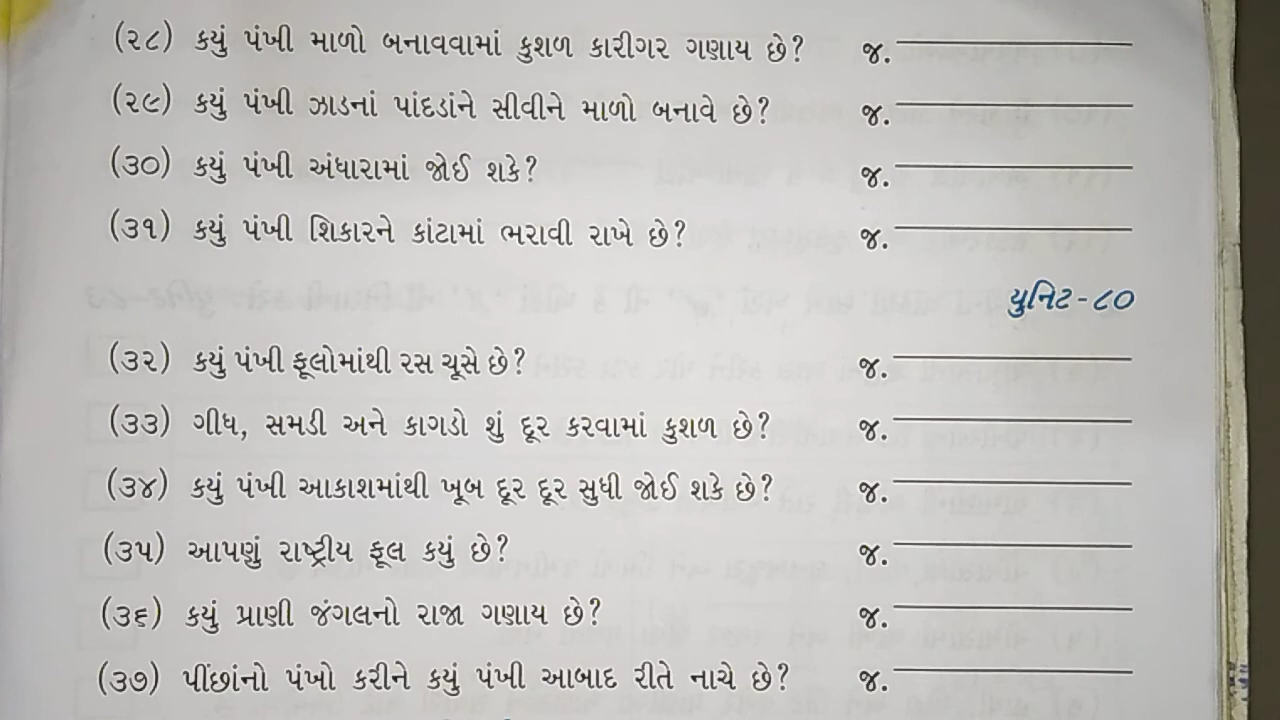 (૨૮) કયું પંખી માળો બનાવવામાં કુશળ કારીગર ગણાય છે? જ.
(૨૯) કયું પંખી ઝાડનાં પાંદડાંને સીવીને માળો બનાવે છે? જ.
(૩૦) કયું પંખી અંધારામાં જોઈ શકે? જ.
(૩૧) કયું પંખી શિકારને કાંટામાં ભરાવી રાખે છે? જ.
યુનિટ-૮૦
(૩૨) કયું પંખી ફૂલોમાંથી રસ ચૂસે છે? જ.
(૩૩) ગીધ, સમડી અને કાગડો શું દૂર કરવામાં કુશળ છે? જ.
(૩૪) કયું પંખી આકાશમાંથી ખૂબ દૂર દૂર સુધી જોઈ શકે છે? જ.
(૩૫) આપણું રાષ્ટ્રીય ફૂલ કયું છે? જ.
(૩૬) કયું પ્રાણી જંગલનો રાજા ગણાય છે? જ.
(૩૭) પીંછાંનો પંખો કરીને કયું પંખી આબાદ રીતે નાચે છે? જ.